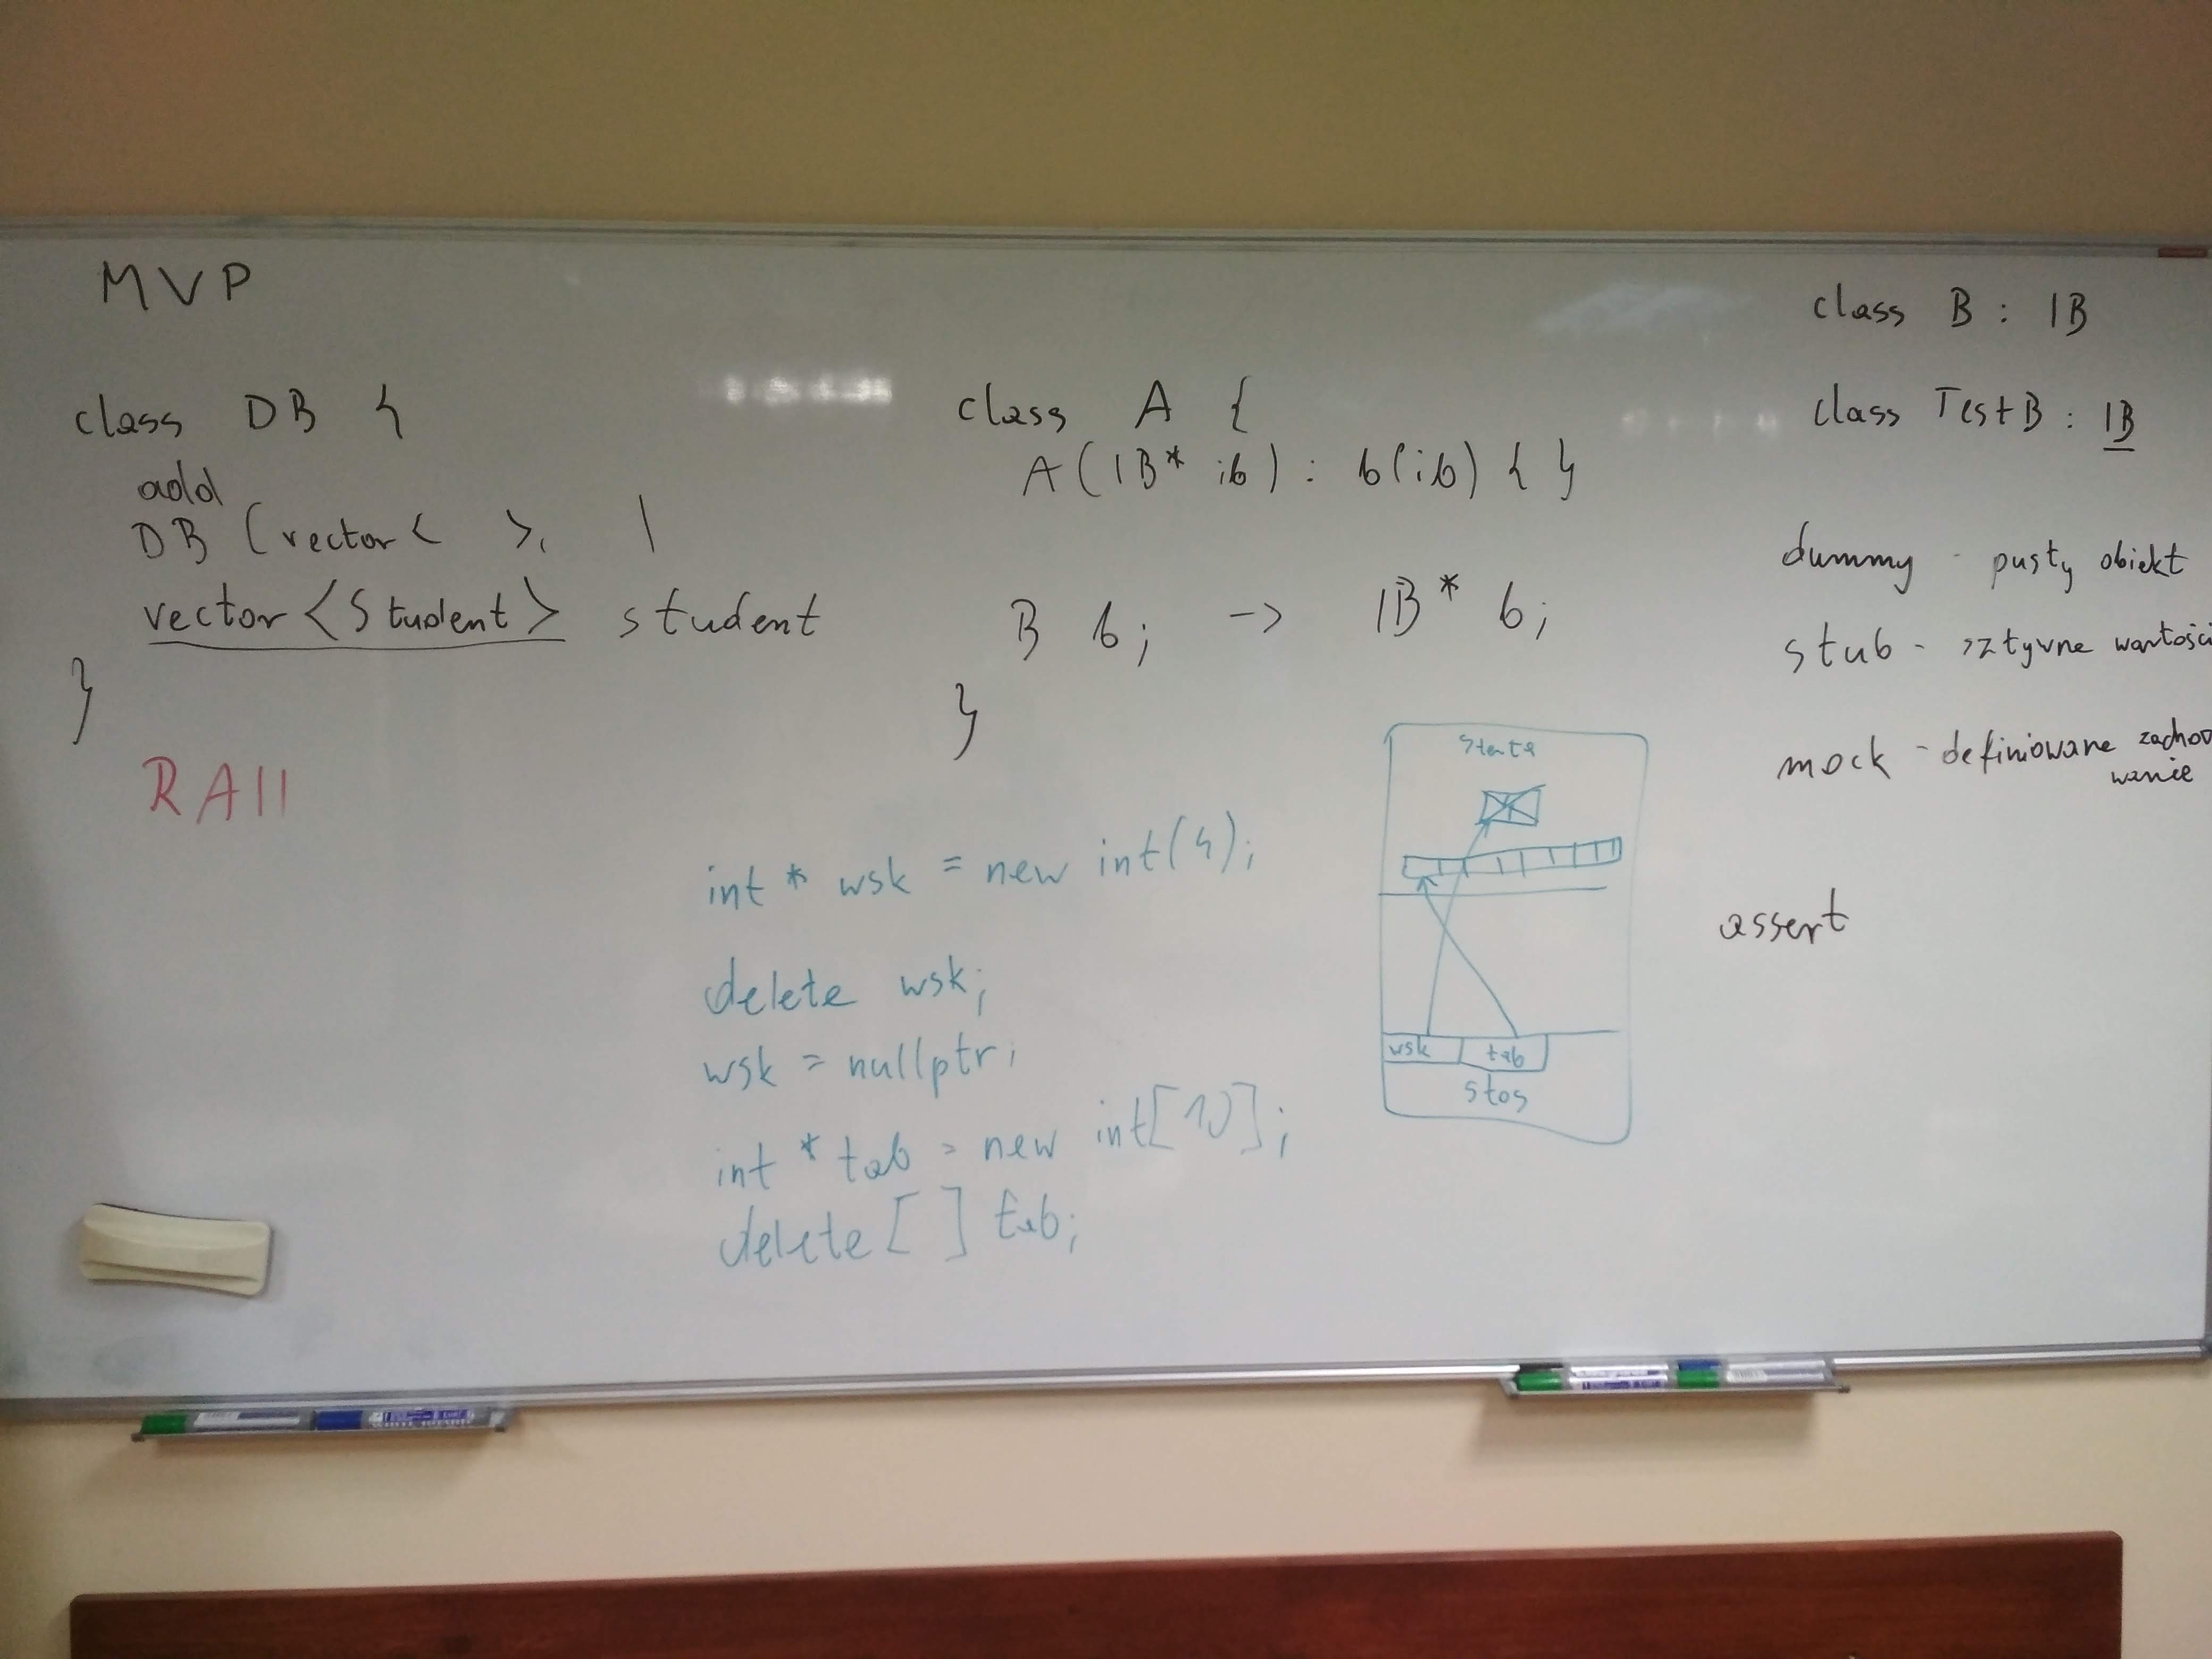 MVP
class DB {
add
DB (vector< >,
vector <Student> student
}
RAII
class A {
A(IB* ib) : b(ib) { }
B b; -> IB* b;
}
int * wsk = new int(4);
delete wsk;
wsk = nullptr;
int * tab = new int[10];
delete [ ] tab;
sterta
wsk tab
stos
class B : IB
class TestB : IB
dummy - pusty obiekt
stub - sztywne wartości
mock - definiowane zacho
wanie
assert